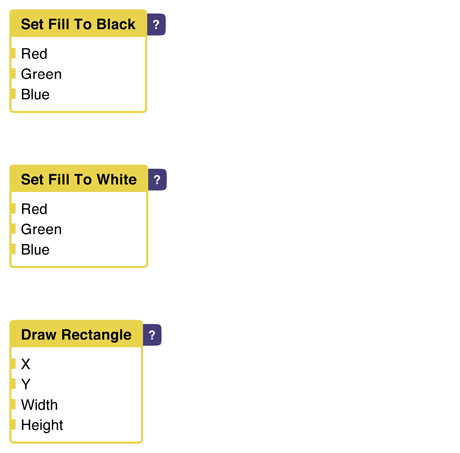 Set Fill To Black ?
Red
Green
Blue
Set Fill To White ?
Red
Green
Blue
Draw Rectangle ?
X
Y
Width
Height